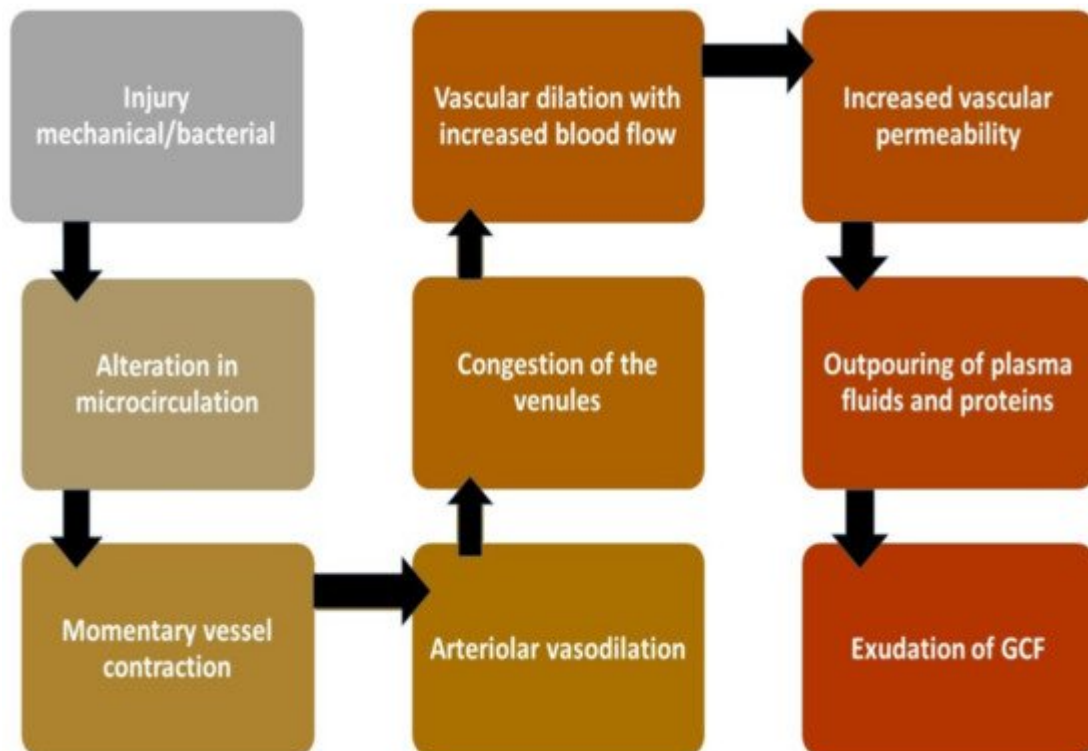 Injury
mechanical/bacterial
Alteration in
microcirculation
Momentary vessel
contraction
Arteriolar vasodilation
Congestion of the
venules
Vascular dilation with
increased blood flow
Increased vascular
permeability
Outpouring of plasma
fluids and proteins
Exudation of GCF